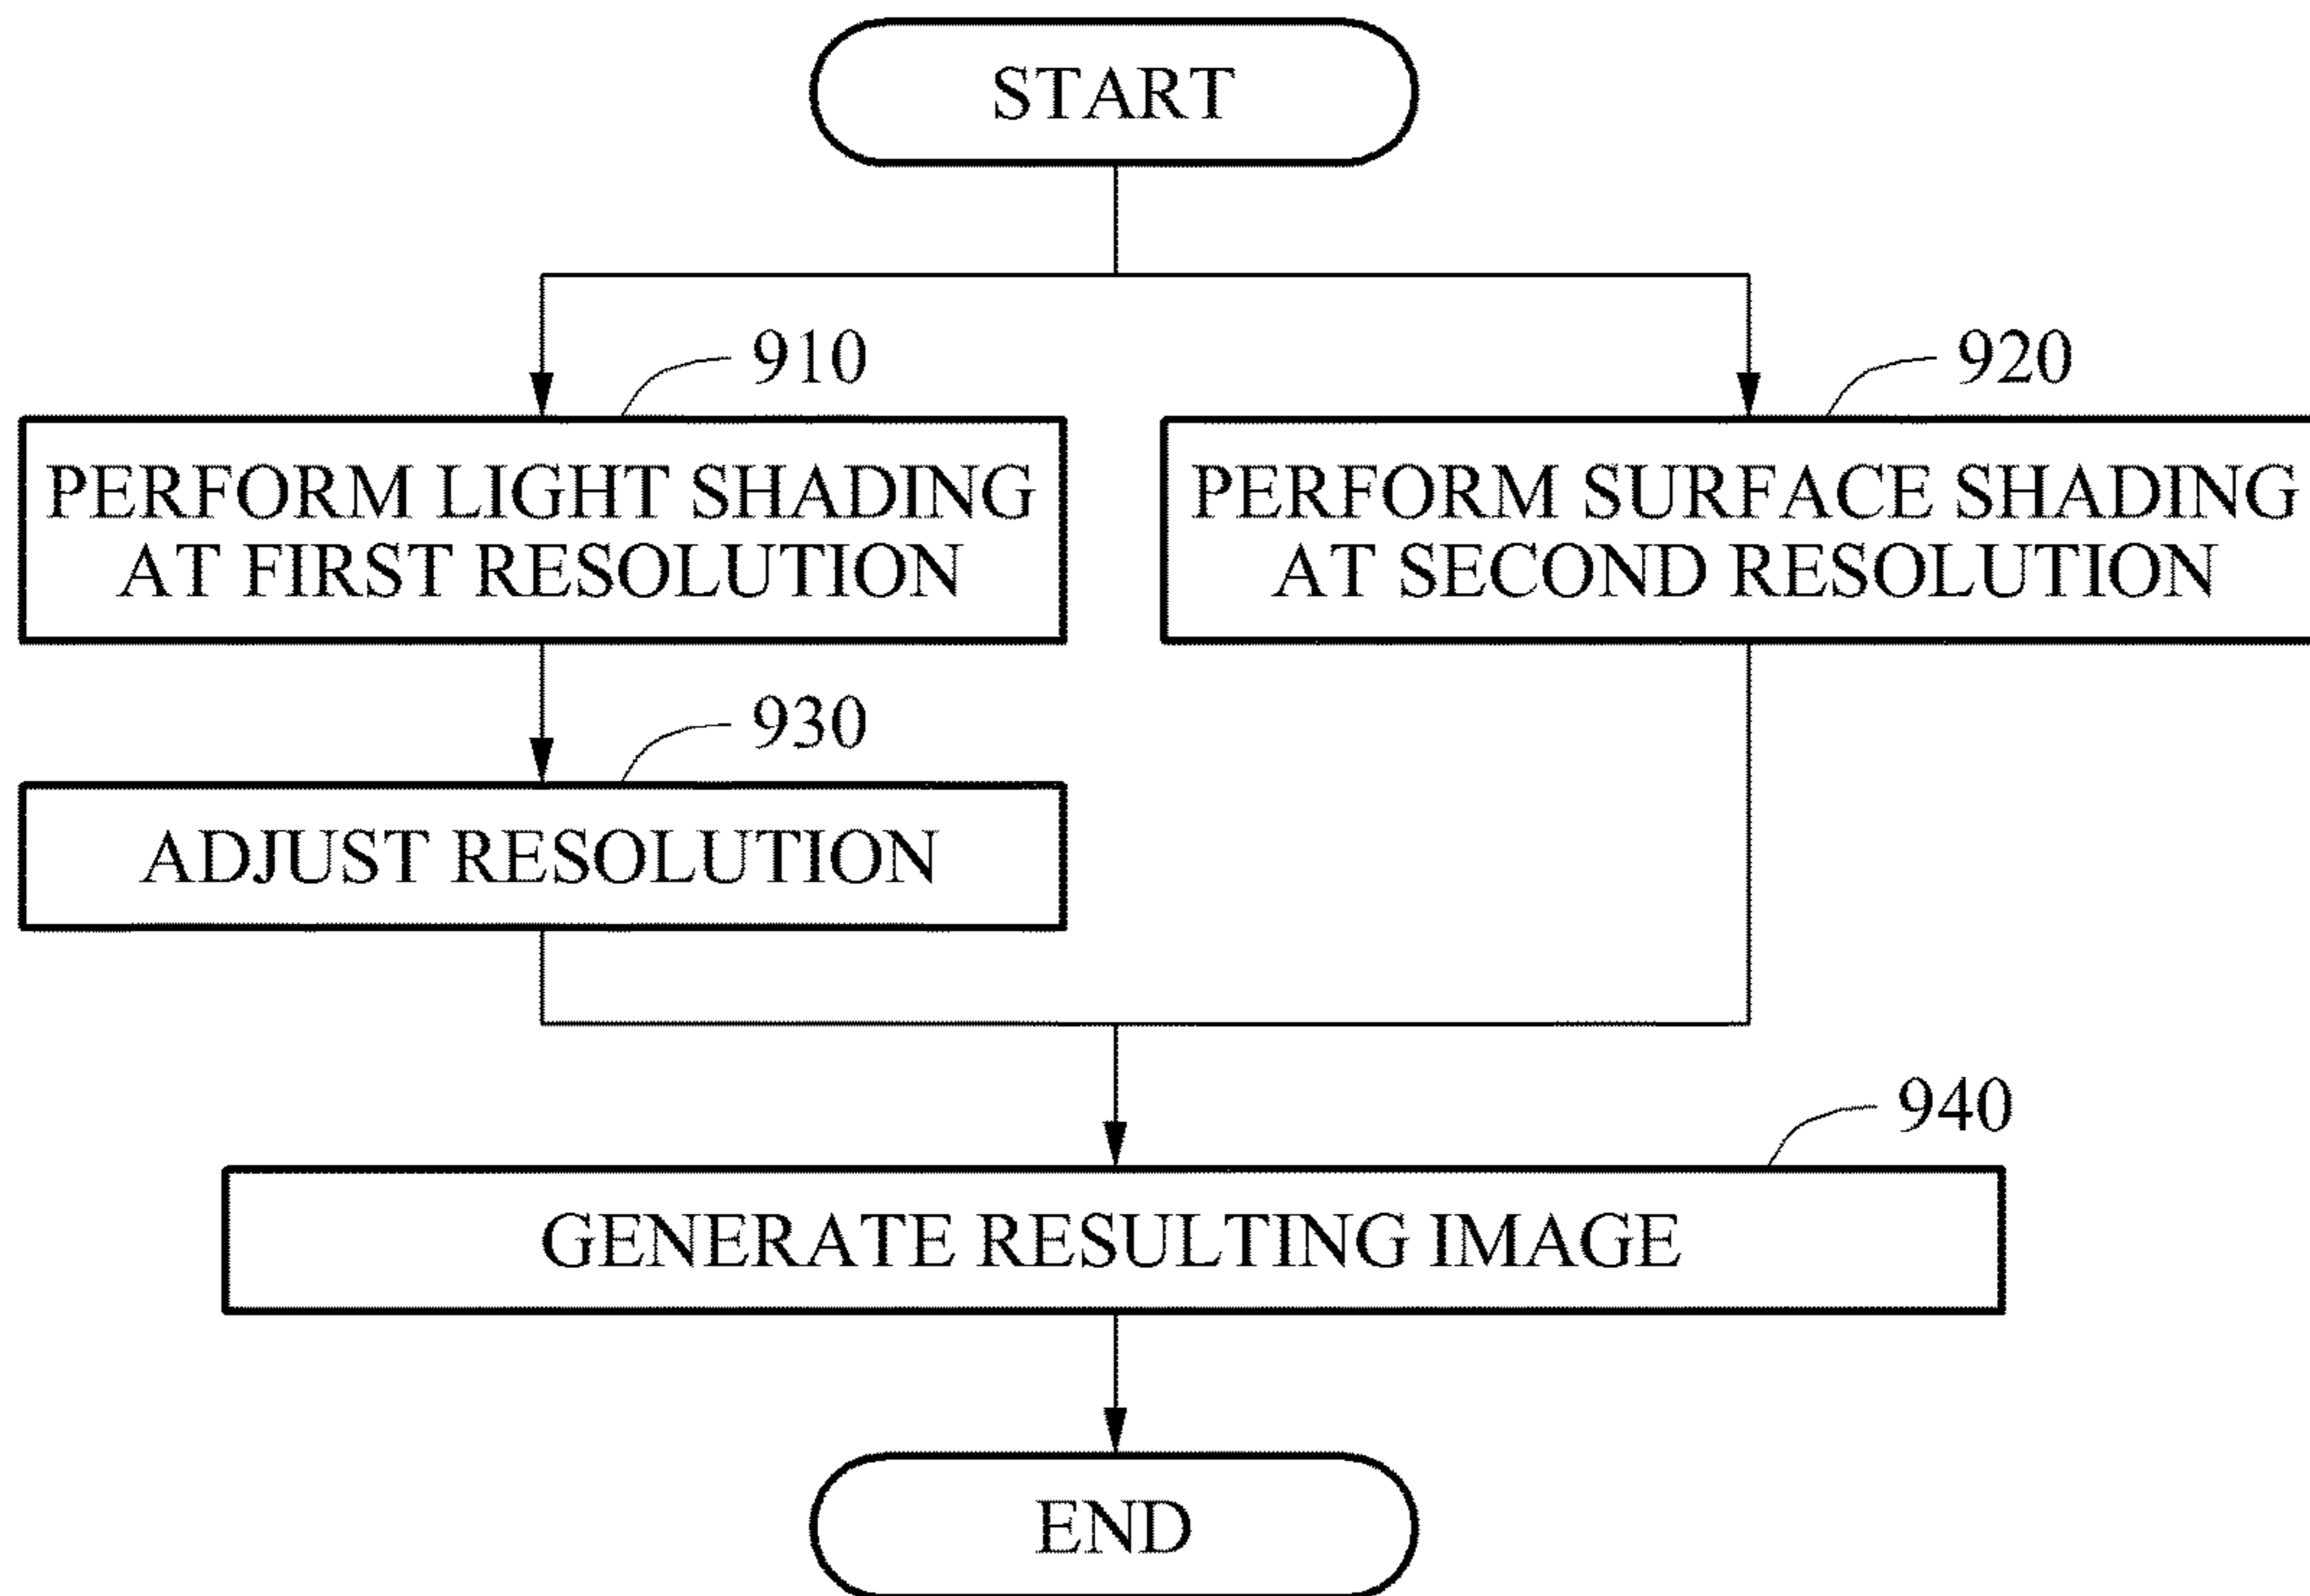 START
910
920
PERFORM LIGHT SHADING
AT FIRST RESOLUTION
PERFORM SURFACE SHADING
AT SECOND RESOLUTION
930
ADJUST RESOLUTION
940
GENERATE RESULTING IMAGE
END